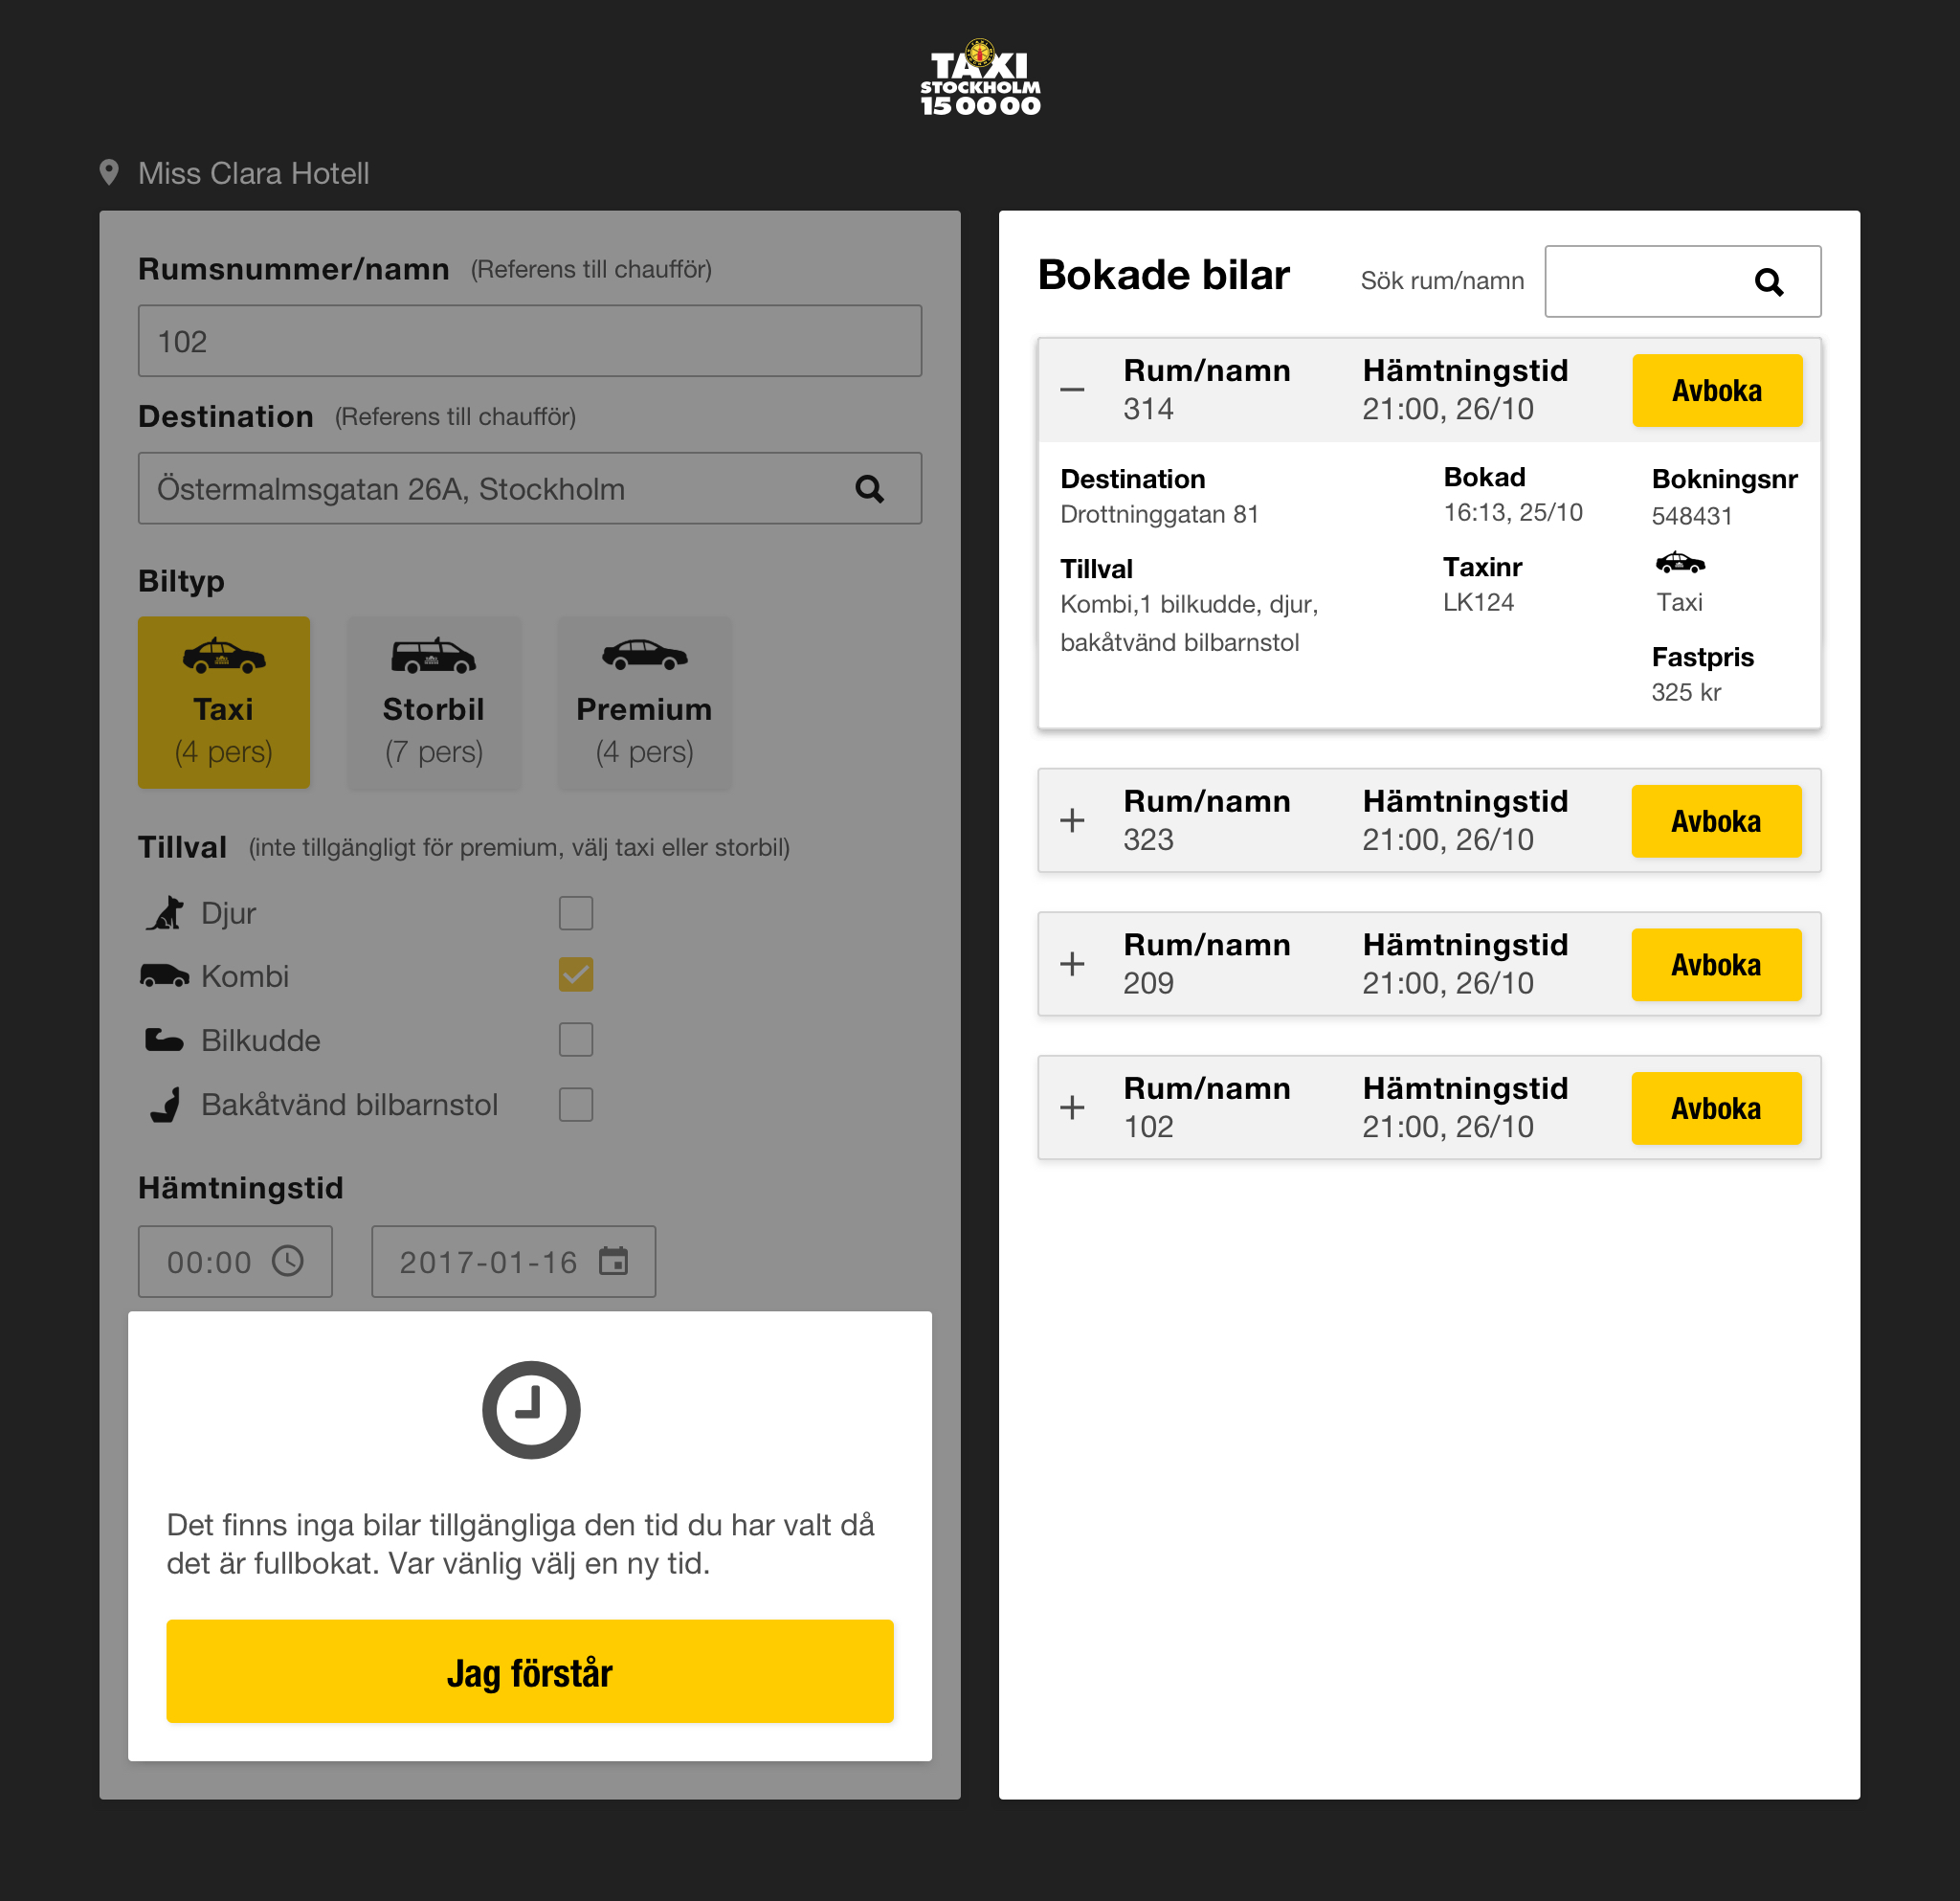 TAXI
STOCKHOLM
15 00 00
Miss Clara Hotell
Rumsnummer/namn (Referens till chaufför)
102
Destination (Referens till chaufför)
Östermalmsgatan 26A, Stockholm
Biltyp
Taxi
(4 pers)
Storbil
(7 pers)
Premium
(4 pers)
Tillval (inte tillgängligt för premium, välj taxi eller storbil)
Djur
Kombi
Bilkudde
Bakåtvänd bilbarnstol
Hämtningstid
00:00 2017-01-16
Det finns inga bilar tillgängliga den tid du har valt då
det är fullbokat. Var vänlig välj en ny tid.
Jag förstår
Bokade bilar Sök rum/namn
Rum/namn Hämtningstid
314 21:00, 26/10
Avboka
Destination
Drottninggatan 81
Bokad
16:13, 25/10
Bokningsnr
548431
Tillval
Kombi,1 bilkudde, djur,
bakåtvänd bilbarnstol
Taxinr
LK124
Taxi
Fastpris
325 kr
Rum/namn Hämtningstid
323 21:00, 26/10
Avboka
Rum/namn Hämtningstid
209 21:00, 26/10
Avboka
Rum/namn Hämtningstid
102 21:00, 26/10
Avboka